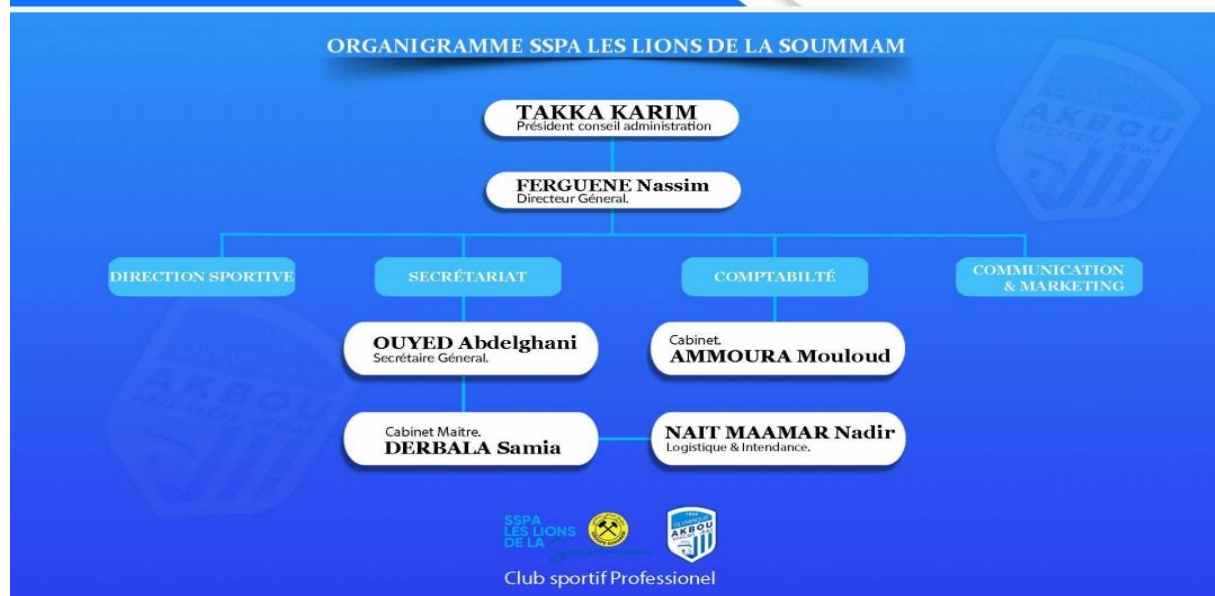 ORGANIGRAMME SSPA LES LIONS DE LA SOUMMAM
TAKKA KARIM
Président conseil administration
FERGUENE Nassim
Directeur Géneral.
DIRECTION SPORTIVE
SECRÉTARIAT
COMPTABILTÉ
COMMUNICATION
& MARKETING
OUYED Abdelghani
Secrétaire Géneral.
Cabinet.
AMMOURA Mouloud
Cabinet Maitre.
DERBALA Samia
NAIT MAAMAR Nadir
Logistique & Intendance.
SSPA
LES LIONS
DE LA
OLYMPIQUE
AKBOU
Club sportif Professionel